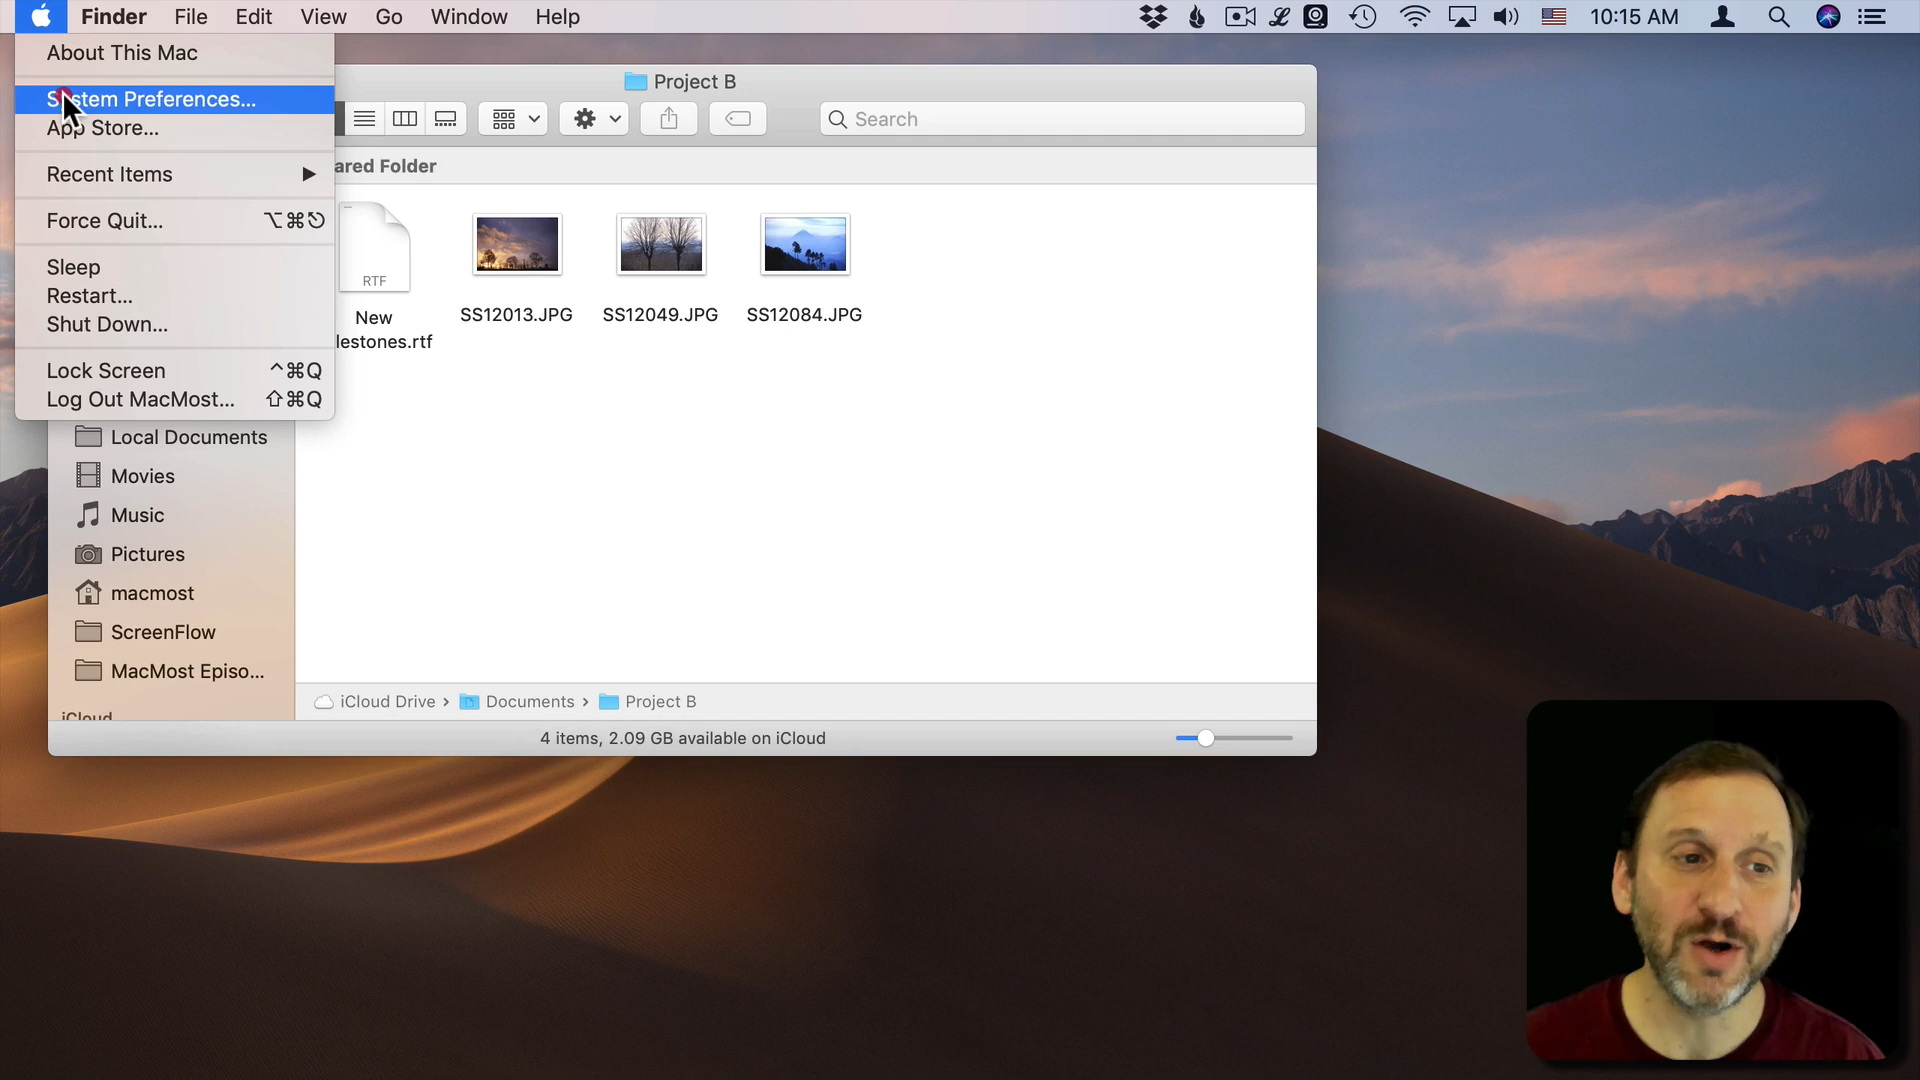 Finder File Edit View Go Window Help 10:15 AM
About This Mac
System Preferences...
App Store...
Recent Items ▶
Force Quit... ⌥⌘⎋
Sleep
Restart...
Shut Down...
Lock Screen ^⌘Q
Log Out MacMost... ⇧⌘Q
Project B
Search
ared Folder
RTF
New
lestones.rtf
SS12013.JPG
SS12049.JPG
SS12084.JPG
Local Documents
Movies
Music
Pictures
macmost
ScreenFlow
MacMost Episo...
iCloud
iCloud Drive › Documents › Project B
4 items, 2.09 GB available on iCloud